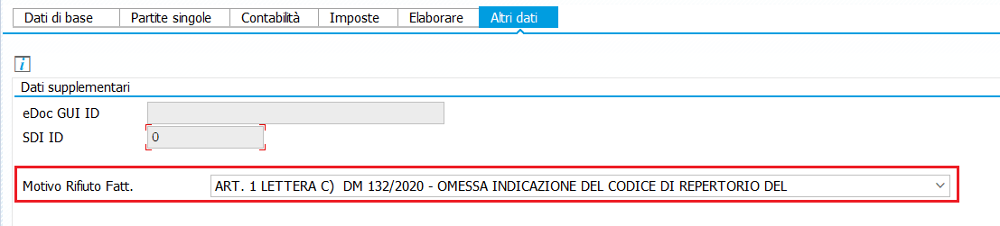 Dati di base Partite singole Contabilità Imposte Elaborare Altri dati
i
Dati supplementari
eDoc GUI ID
SDI ID 0
Motivo Rifiuto Fatt. ART. 1 LETTERA C) DM 132/2020 - OMESSA INDICAZIONE DEL CODICE DI REPERTORIO DEL